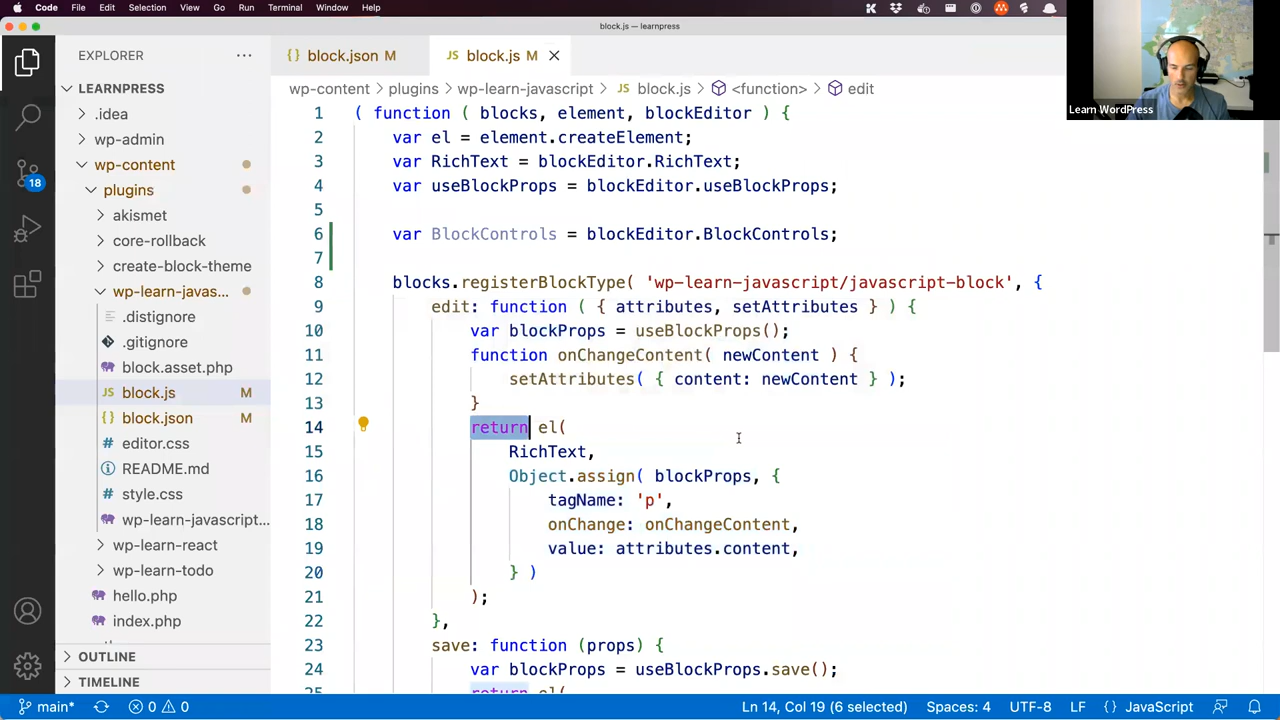 Code File Edit Selection View Go Run Terminal Window Help
block.js — learnpress
EXPLORER
{} block.json M
JS block.js M
wp-content > plugins > wp-learn-javascript > JS block.js > <function> > edit
LEARNPRESS
.idea
wp-admin
wp-content
plugins
akismet
core-rollback
create-block-theme
wp-learn-javas...
.distignore
.gitignore
block.asset.php
JS block.js M
{} block.json M
editor.css
README.md
style.css
wp-learn-javascript...
wp-learn-react
wp-learn-todo
hello.php
index.php
OUTLINE
TIMELINE
18
1 ( function ( blocks, element, blockEditor ) {
2 var el = element.createElement;
3 var RichText = blockEditor.RichText;
4 var useBlockProps = blockEditor.useBlockProps;
5
6 var BlockControls = blockEditor.BlockControls;
7
8 blocks.registerBlockType( 'wp-learn-javascript/javascript-block', {
9 edit: function ( { attributes, setAttributes } ) {
10 var blockProps = useBlockProps();
11 function onChangeContent( newContent ) {
12 setAttributes( { content: newContent } );
13 }
14 return el(
15 RichText,
16 Object.assign( blockProps, {
17 tagName: 'p',
18 onChange: onChangeContent,
19 value: attributes.content,
20 } )
21 );
22 },
23 save: function (props) {
24 var blockProps = useBlockProps.save();
25 return el(
Learn WordPress
main* 0 0 Ln 14, Col 19 (6 selected) Spaces: 4 UTF-8 LF {} JavaScript